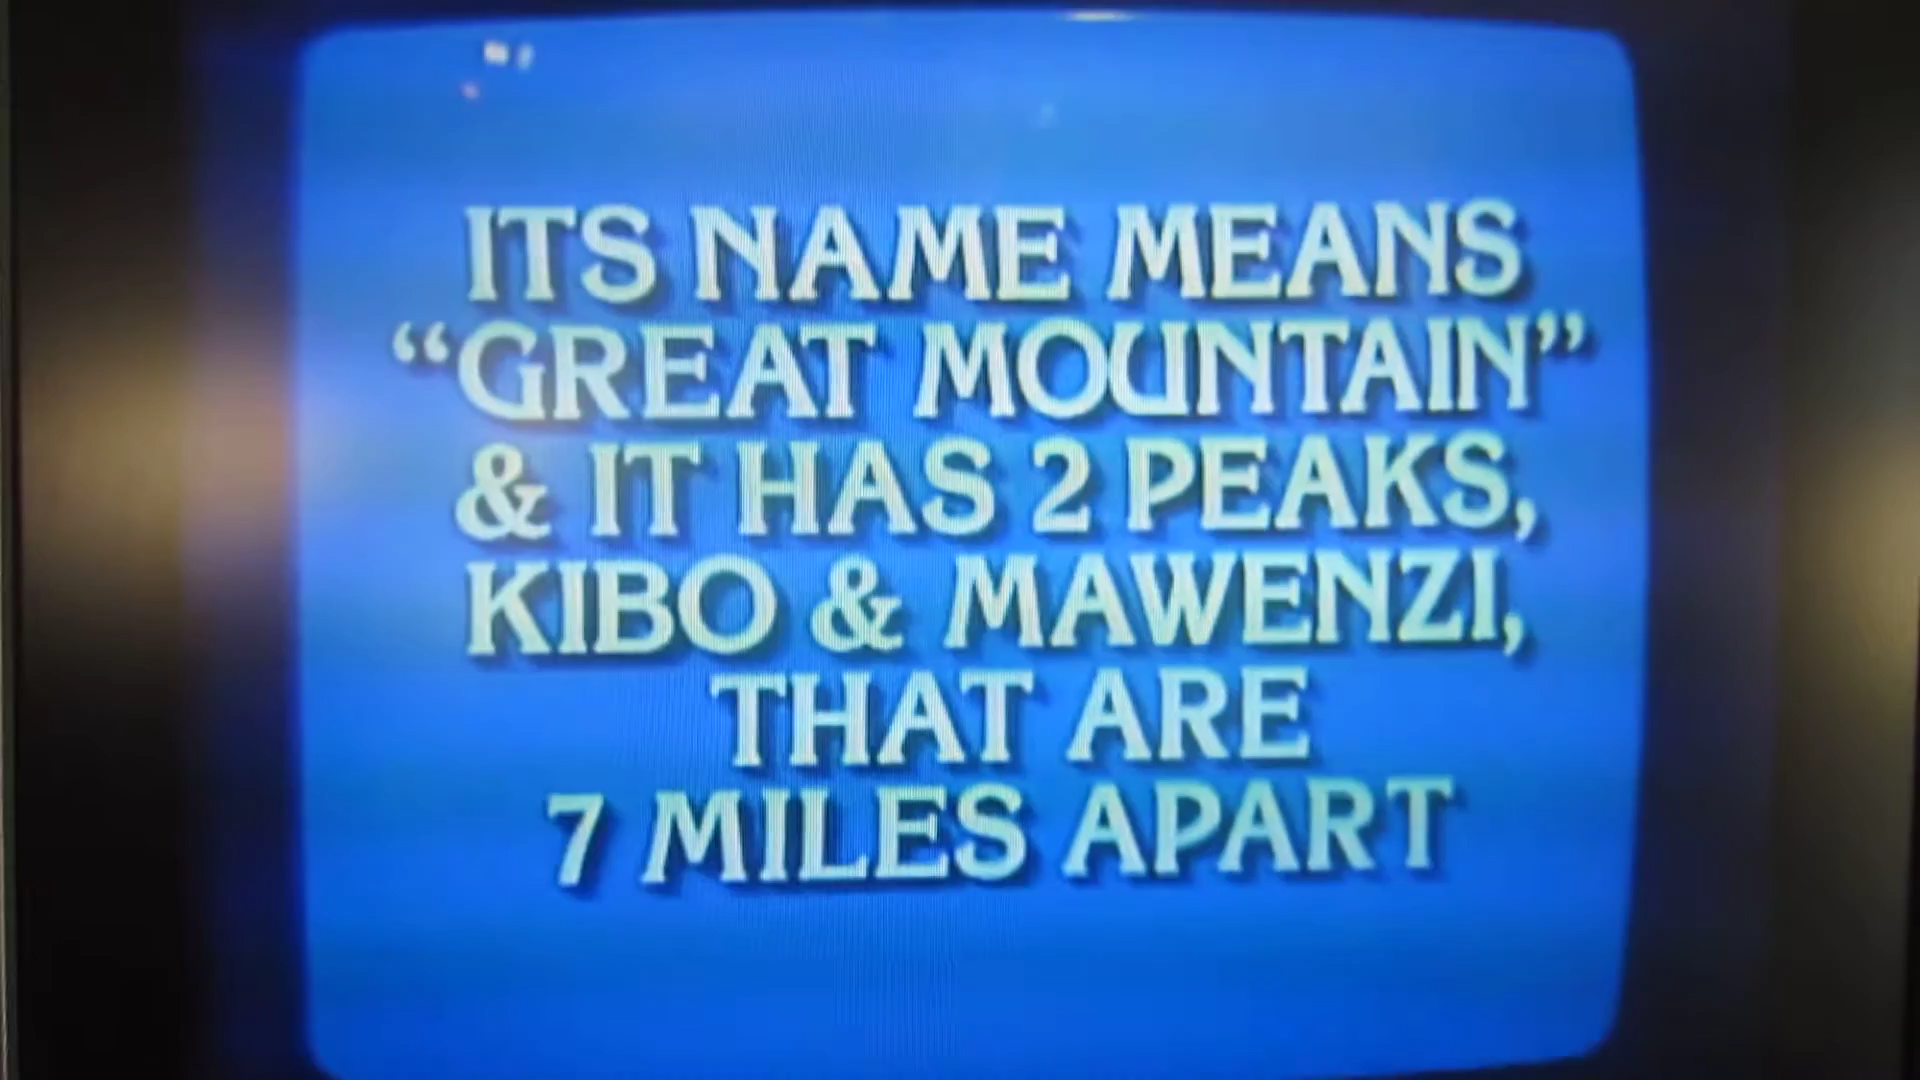 ITS NAME MEANS
“GREAT MOUNTAIN”
& IT HAS 2 PEAKS,
KIBO & MAWENZI,
THAT ARE
7 MILES APART